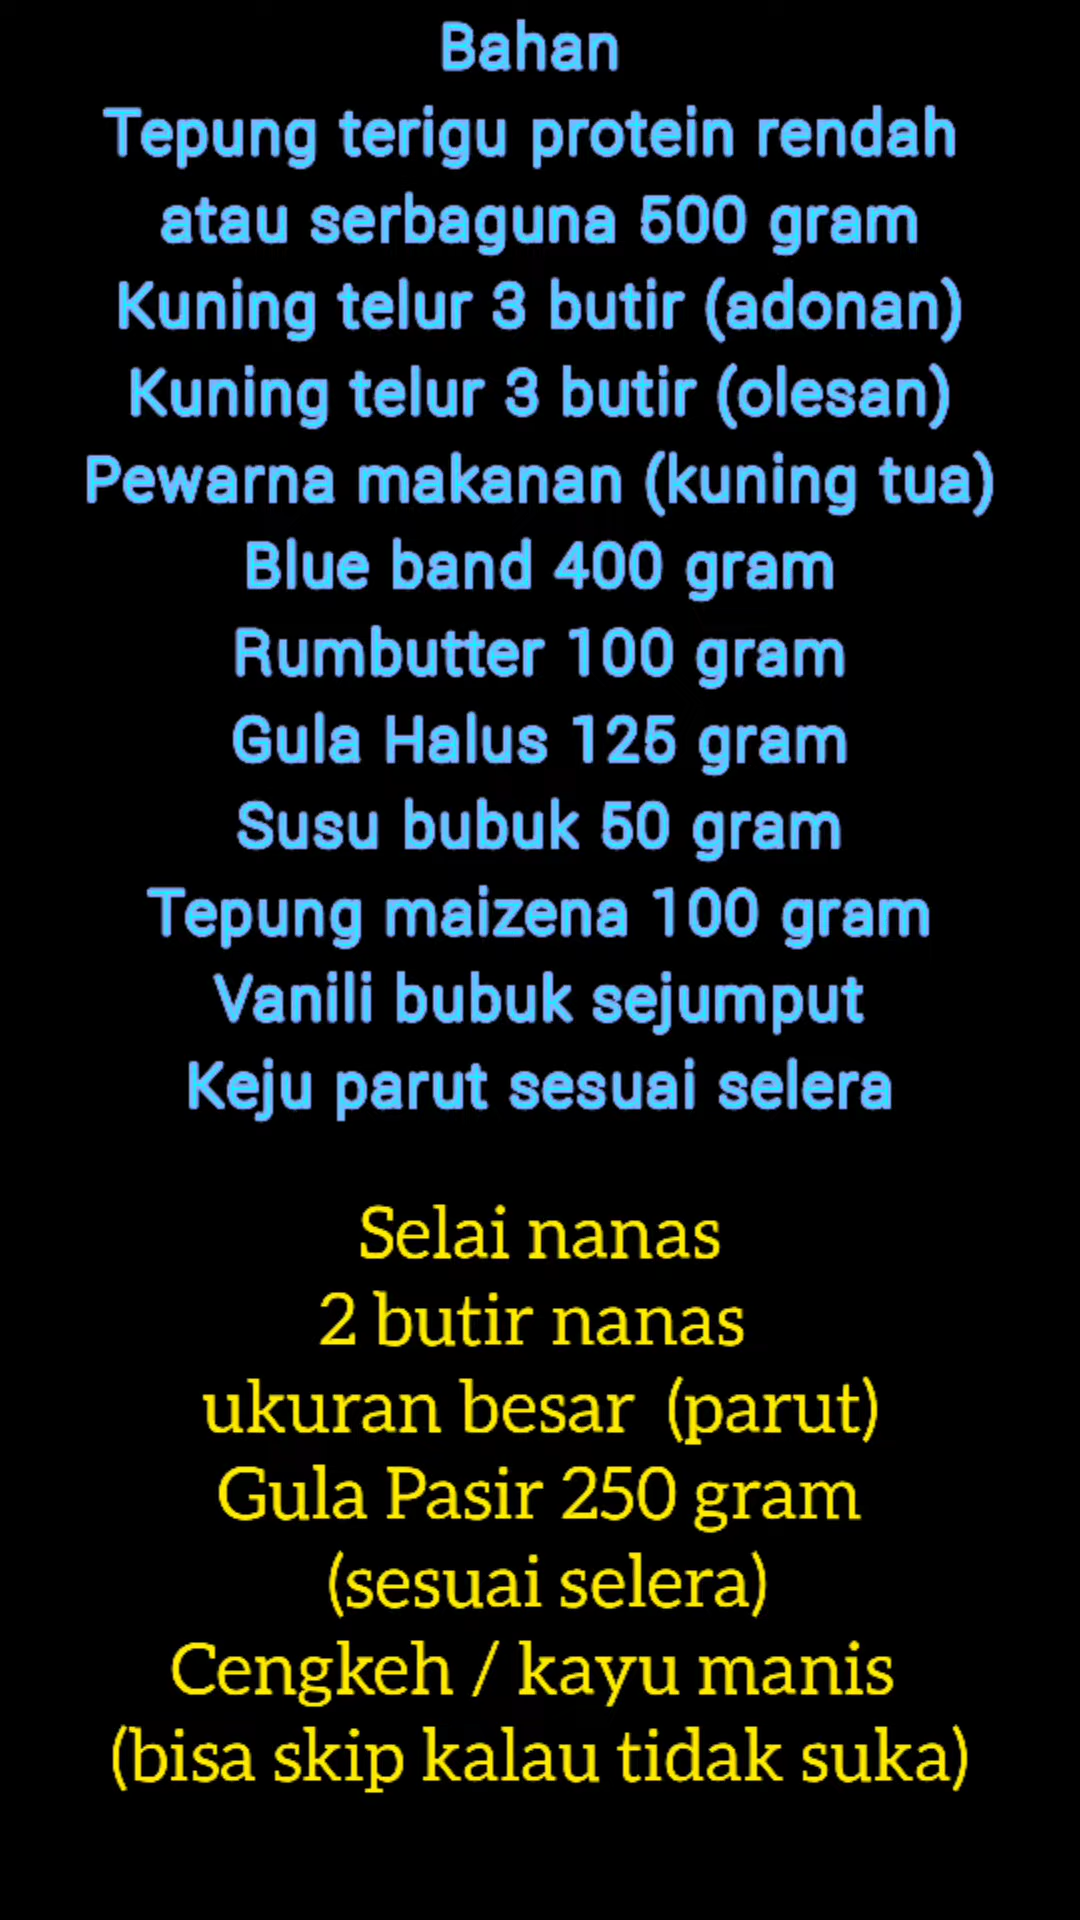 Bahan
Tepung terigu protein rendah
atau serbaguna 500 gram
Kuning telur 3 butir (adonan)
Kuning telur 3 butir (olesan)
Pewarna makanan (kuning tua)
Blue band 400 gram
Rumbutter 100 gram
Gula Halus 125 gram
Susu bubuk 50 gram
Tepung maizena 100 gram
Vanili bubuk sejumput
Keju parut sesuai selera
Selai nanas
2 butir nanas
ukuran besar (parut)
Gula Pasir 250 gram
(sesuai selera)
Cengkeh / kayu manis
(bisa skip kalau tidak suka)